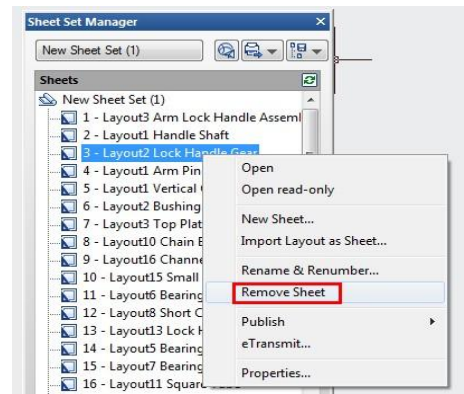 Sheet Set Manager
New Sheet Set (1)
Sheets
New Sheet Set (1)
1 - Layout3 Arm Lock Handle Asseml
2 - Layout1 Handle Shaft
3 - Layout2 Lock Handle Gear
4 - Layout1 Arm Pin
5 - Layout1 Vertical
6 - Layout2 Bushing
7 - Layout3 Top Plat
8 - Layout10 Chain
9 - Layout16 Channe
10 - Layout15 Small
11 - Layout6 Bearing
12 - Layout8 Short C
13 - Layout13 Lock H
14 - Layout5 Bearing
15 - Layout7 Bearing
16 - Layout11 Square Tube
Open
Open read-only
New Sheet...
Import Layout as Sheet...
Rename & Renumber...
Remove Sheet
Publish
eTransmit...
Properties...